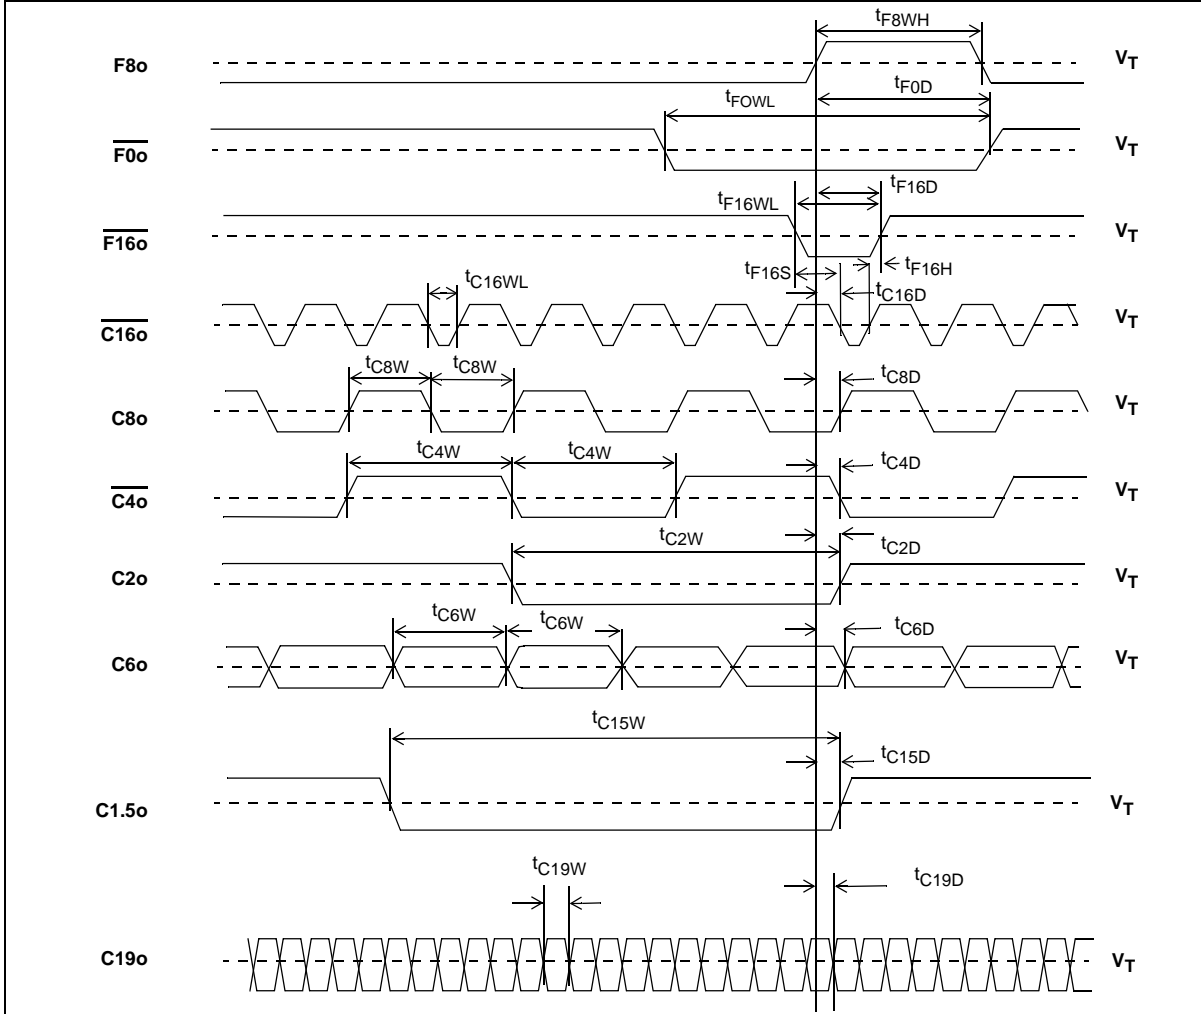 tF8WH
F8o VT
tF0D
tFOWL
F0o VT
tF16D
tF16WL
F16o VT
tF16S tF16H
tC16WL tC16D
C16o VT
tC8W tC8W tC8D
C8o VT
tC4W tC4W tC4D
C4o VT
tC2W tC2D
C2o VT
tC6W tC6W tC6D
C6o VT
tC15W
tC15D
C1.5o VT
tC19W tC19D
C19o VT